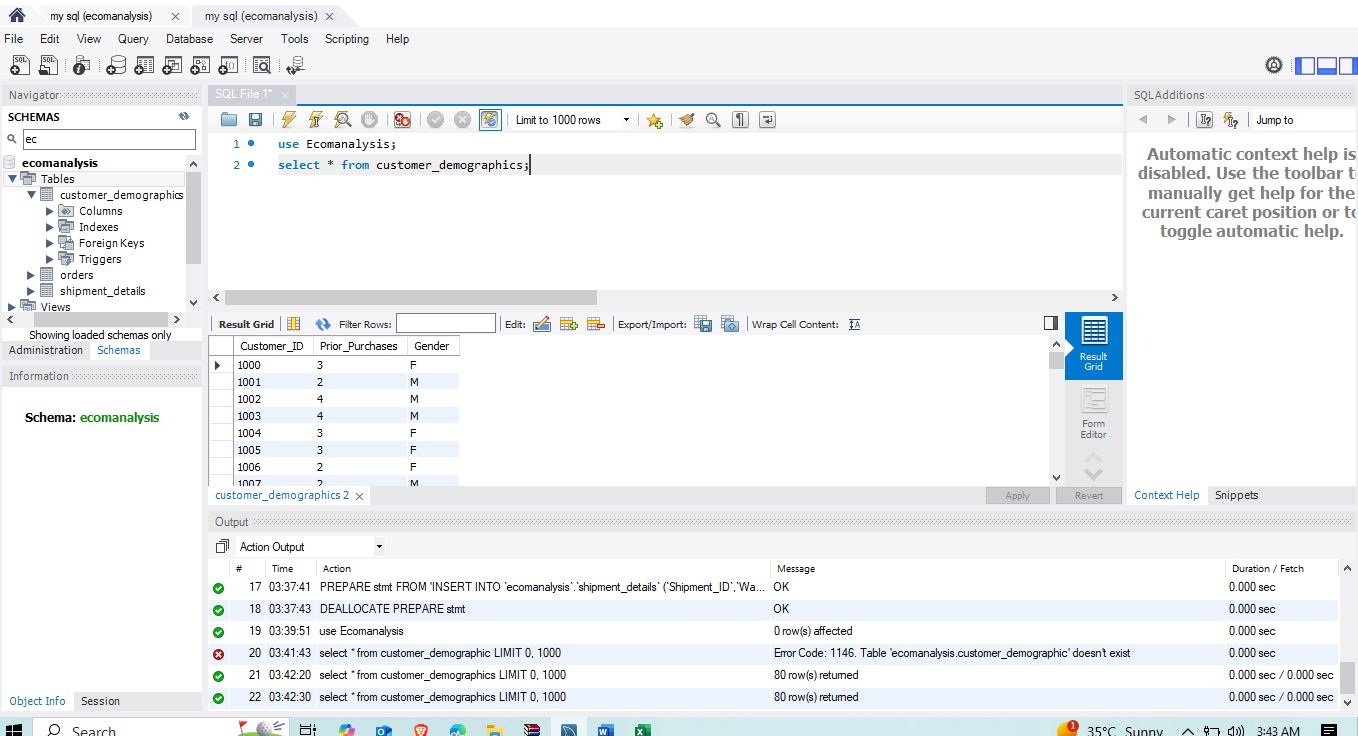 my sql (ecomanalysis) × my sql (ecomanalysis) ×
File Edit View Query Database Server Tools Scripting Help
Navigator
SCHEMAS
ec
ecomanalysis
Tables
customer_demographics
Columns
Indexes
Foreign Keys
Triggers
orders
shipment_details
Views
Showing loaded schemas only
Administration Schemas
Information
Schema: ecomanalysis
Object Info Session
SQL File 1* ×
Limit to 1000 rows
1 use Ecomanalysis;
2 select * from customer_demographics;
Result Grid Filter Rows: Edit: Export/Import: Wrap Cell Content:
Customer_ID Prior_Purchases Gender
1000 3 F
1001 2 M
1002 4 M
1003 4 M
1004 3 F
1005 3 F
1006 2 F
1007 2 M
Result Grid
Form Editor
customer_demographics 2 ×
Apply Revert
SQLAdditions
Jump to
Automatic context help is
disabled. Use the toolbar
manually get help for the
current caret position or
toggle automatic help.
Context Help Snippets
Output
Action Output
# Time Action Message Duration / Fetch
17 03:37:41 PREPARE stmt FROM 'INSERT INTO `ecomanalysis`.`shipment_details` (`Shipment_ID`,`Wa... OK 0.000 sec
18 03:37:43 DEALLOCATE PREPARE stmt OK 0.000 sec
19 03:39:51 use Ecomanalysis 0 row(s) affected 0.000 sec
20 03:41:43 select * from customer_demographic LIMIT 0, 1000 Error Code: 1146. Table 'ecomanalysis.customer_demographic' doesn't exist 0.000 sec
21 03:42:20 select * from customer_demographics LIMIT 0, 1000 80 row(s) returned 0.000 sec / 0.000 sec
22 03:42:30 select * from customer_demographics LIMIT 0, 1000 80 row(s) returned 0.000 sec / 0.000 sec
Search 1 35°C Sunny 3:43 AM